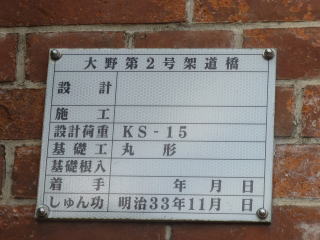 大野第2号架道橋
設計
施工
設計荷重 KS-15
基礎工 丸形
基礎根入
着手 年月日
しゅん功 明治33年11月日